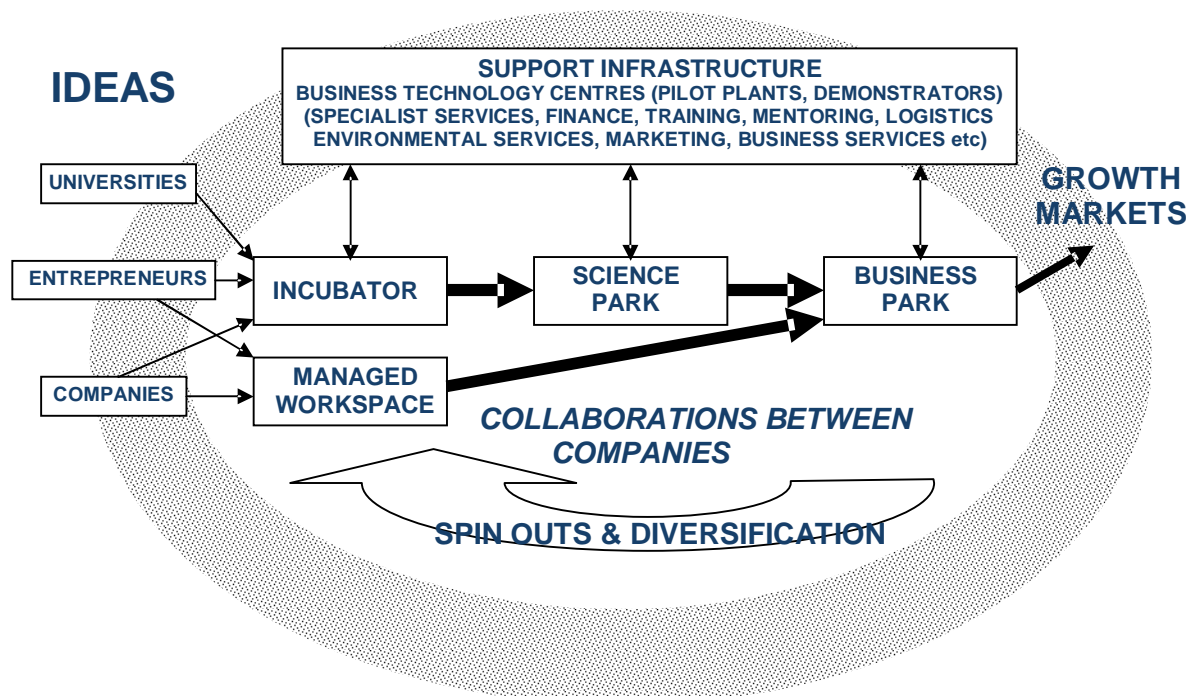 IDEAS
SUPPORT INFRASTRUCTURE
BUSINESS TECHNOLOGY CENTRES (PILOT PLANTS, DEMONSTRATORS)
(SPECIALIST SERVICES, FINANCE, TRAINING, MENTORING, LOGISTICS
ENVIRONMENTAL SERVICES, MARKETING, BUSINESS SERVICES etc)
UNIVERSITIES
GROWTH
MARKETS
ENTREPRENEURS
INCUBATOR
SCIENCE
PARK
BUSINESS
PARK
COMPANIES
MANAGED
WORKSPACE
COLLABORATIONS BETWEEN
COMPANIES
SPIN OUTS & DIVERSIFICATION